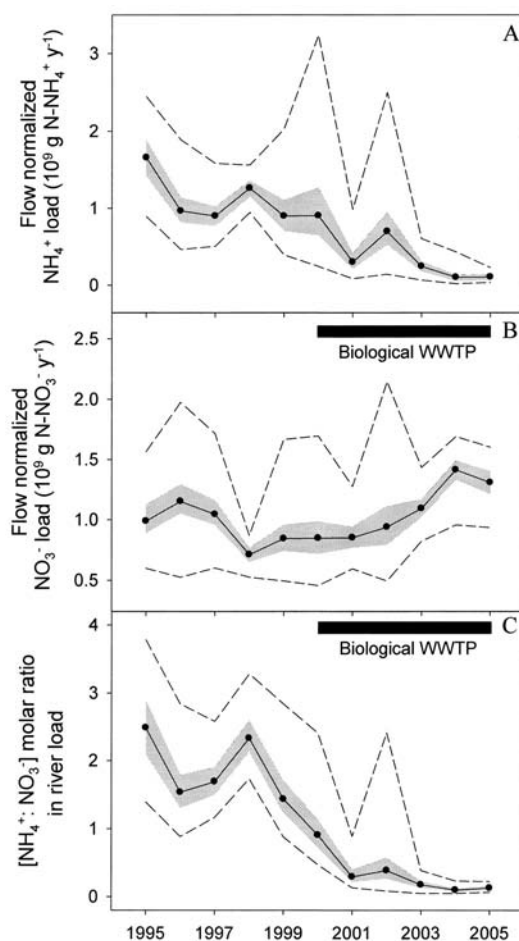 A
3
2
1
0
Flow normalized
NH₄⁺ load (10⁹ g N-NH₄⁺ y⁻¹)
B
2.5
2.0
1.5
1.0
0.5
Biological WWTP
Flow normalized
NO₃⁻ load (10⁹ g N-NO₃⁻ y⁻¹)
C
4
3
2
1
0
Biological WWTP
[NH₄⁺: NO₃⁻] molar ratio
in river load
1995 1997 1999 2001 2003 2005